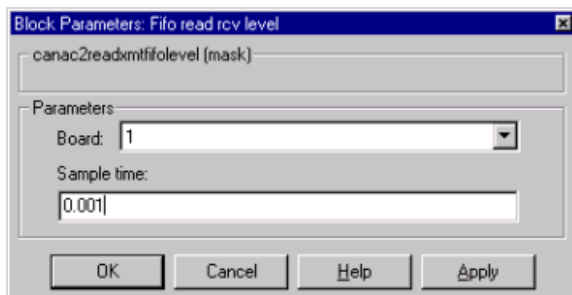 Block Parameters: Fifo read rcv level
canac2readxmtfifolevel (mask)
Parameters
Board: 1
Sample time:
0.001
OK Cancel Help Apply